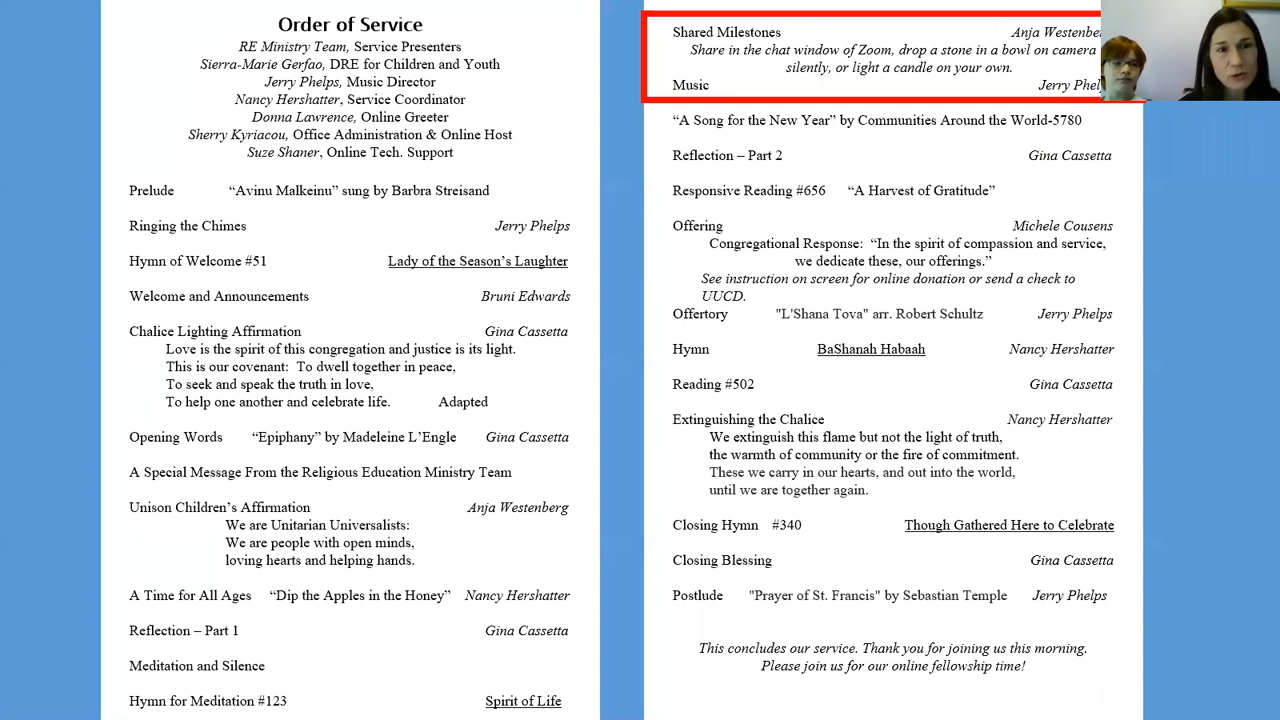 Order of Service
RE Ministry Team, Service Presenters
Sierra-Marie Gerfao, DRE for Children and Youth
Jerry Phelps, Music Director
Nancy Hershatter, Service Coordinator
Donna Lawrence, Online Greeter
Sherry Kyriacou, Office Administration & Online Host
Suze Shaner, Online Tech. Support
Prelude “Avinu Malkeinu” sung by Barbra Streisand
Ringing the Chimes Jerry Phelps
Hymn of Welcome #51 Lady of the Season’s Laughter
Welcome and Announcements Bruni Edwards
Chalice Lighting Affirmation Gina Cassetta
Love is the spirit of this congregation and justice is its light.
This is our covenant: To dwell together in peace,
To seek and speak the truth in love,
To help one another and celebrate life. Adapted
Opening Words “Epiphany” by Madeleine L’Engle Gina Cassetta
A Special Message From the Religious Education Ministry Team
Unison Children’s Affirmation Anja Westenberg
We are Unitarian Universalists:
We are people with open minds,
loving hearts and helping hands.
A Time for All Ages “Dip the Apples in the Honey” Nancy Hershatter
Reflection – Part 1 Gina Cassetta
Meditation and Silence
Hymn for Meditation #123 Spirit of Life
Shared Milestones Anja
Share in the chat window of Zoom, drop a stone in a bowl on camera
silently, or light a candle on your own.
Music Jerry
“A Song for the New Year” by Communities Around the World-5780
Reflection – Part 2 Gina Cassetta
Responsive Reading #656 “A Harvest of Gratitude”
Offering Michele Cousens
Congregational Response: “In the spirit of compassion and service,
we dedicate these, our offerings.”
See instruction on screen for online donation or send a check to
UUCD.
Offertory "L'Shana Tova" arr. Robert Schultz Jerry Phelps
Hymn BaShanah Habaah Nancy Hershatter
Reading #502 Gina Cassetta
Extinguishing the Chalice Nancy Hershatter
We extinguish this flame but not the light of truth,
the warmth of community or the fire of commitment.
These we carry in our hearts, and out into the world,
until we are together again.
Closing Hymn #340 Though Gathered Here to Celebrate
Closing Blessing Gina Cassetta
Postlude "Prayer of St. Francis" by Sebastian Temple Jerry Phelps
This concludes our service. Thank you for joining us this morning.
Please join us for our online fellowship time!